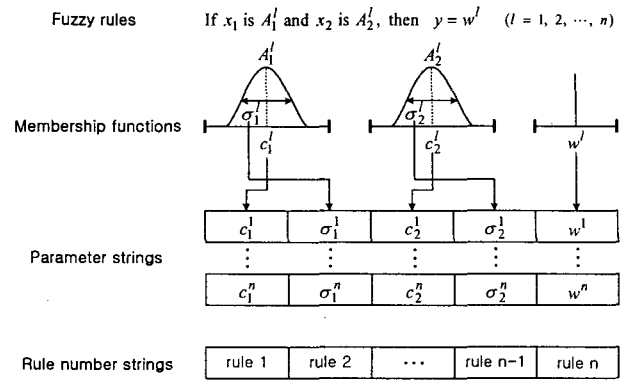 Fuzzy rules If x₁ is A₁ˡ and x₂ is A₂ˡ, then y = wˡ (l = 1, 2, ⋯, n)
A₁ˡ A₂ˡ
σ₁ˡ σ₂ˡ
Membership functions
c₁ˡ c₂ˡ wˡ
c₁¹ σ₁¹ c₂¹ σ₂¹ w¹
Parameter strings ⋮ ⋮ ⋮ ⋮ ⋮
c₁ⁿ σ₁ⁿ c₂ⁿ σ₂ⁿ wⁿ
Rule number strings rule 1 rule 2 ⋯ rule n-1 rule n